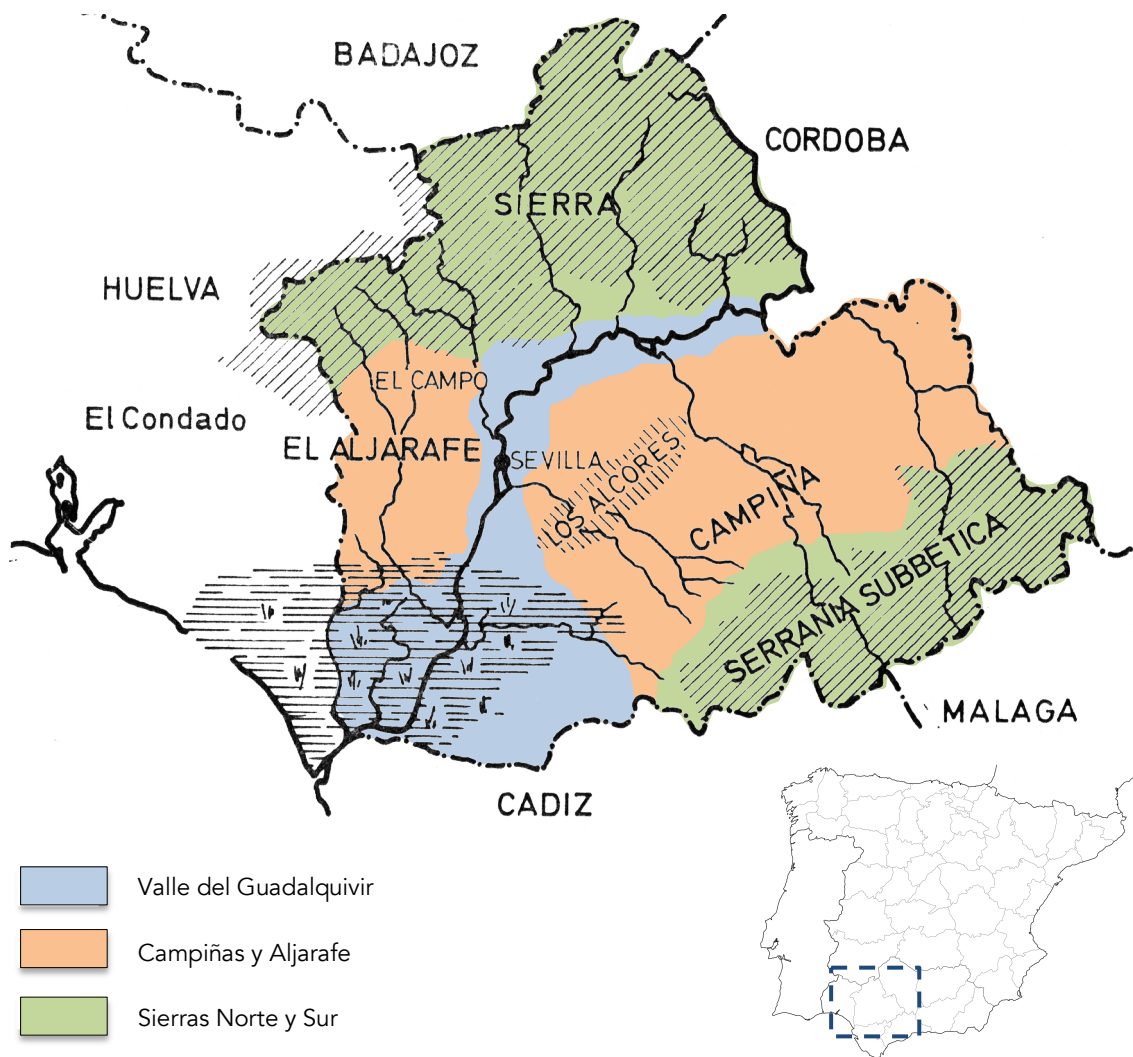 BADAJOZ
CORDOBA
SIERRA
HUELVA
EL CAMPO
El Condado
EL ALJARAFE
SEVILLA
LOS ALCORES
CAMPIÑA
SERRANIA SUBBETICA
MALAGA
CADIZ
Valle del Guadalquivir
Campiñas y Aljarafe
Sierras Norte y Sur